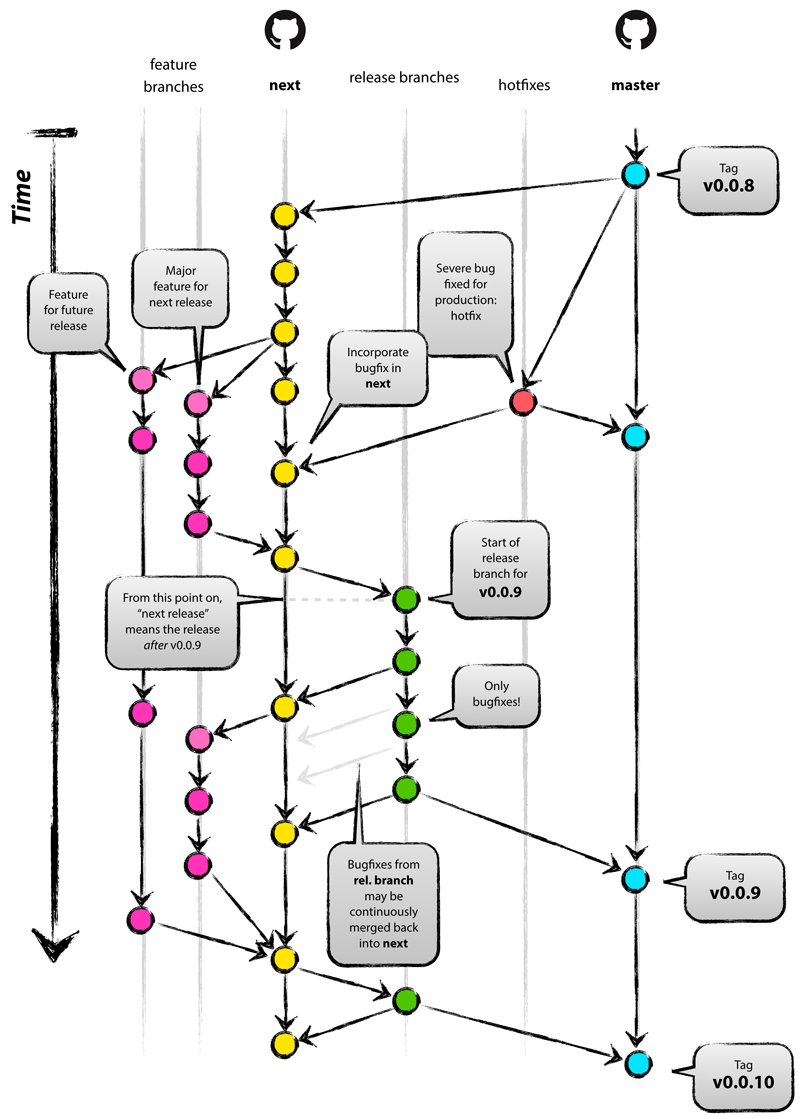 feature
branches
next
release branches
hotfixes
master
Time
Tag
v0.0.8
Major
feature for
next release
Feature
for future
release
Severe bug
fixed for
production:
hotfix
Incorporate
bugfix in
next
Start of
release
branch for
v0.0.9
From this point on,
“next release”
means the release
after v0.0.9
Only
bugfixes!
Bugfixes from
rel. branch
may be
continuously
merged back
into next
Tag
v0.0.9
Tag
v0.0.10